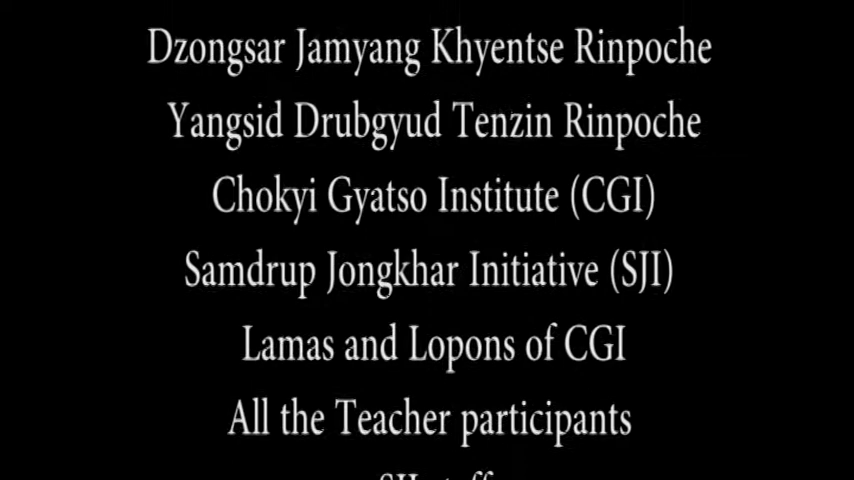 Dzongsar Jamyang Khyentse Rinpoche
Yangsid Drubgyud Tenzin Rinpoche
Chokyi Gyatso Institute (CGI)
Samdrup Jongkhar Initiative (SJI)
Lamas and Lopons of CGI
All the Teacher participants